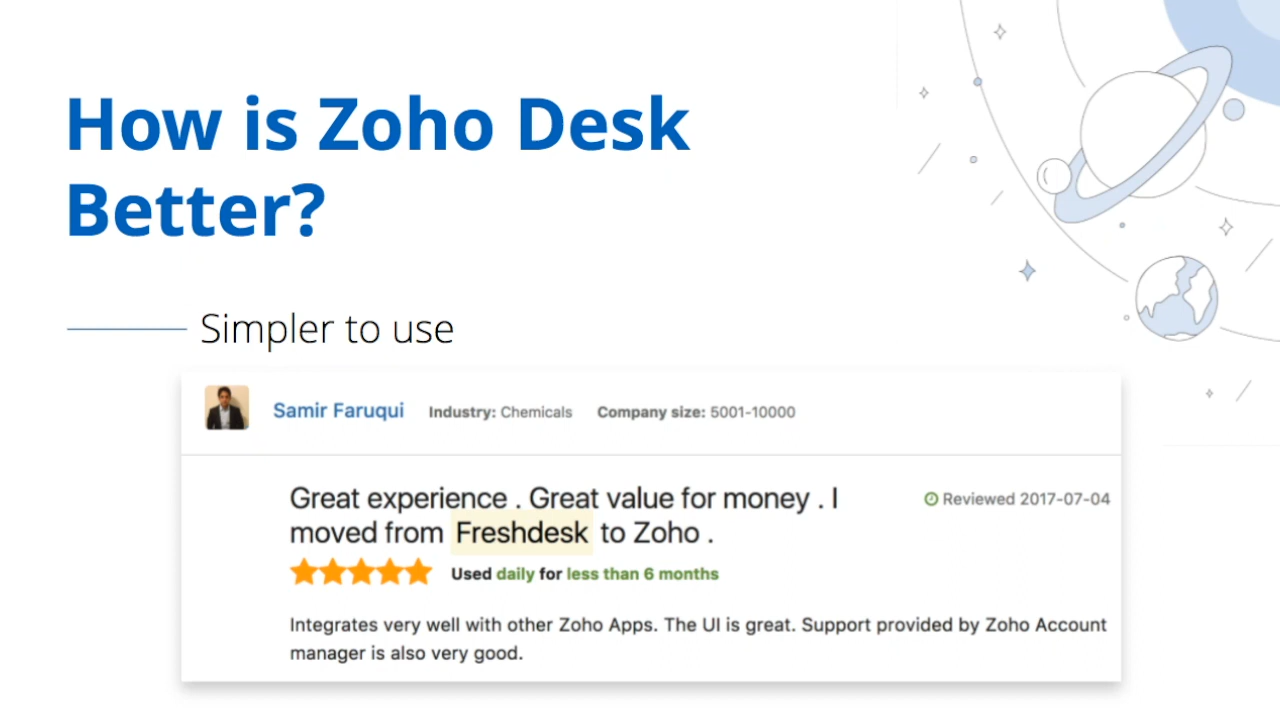 How is Zoho Desk
Better?
Simpler to use
Samir Faruqui Industry: Chemicals Company size: 5001-10000
Great experience . Great value for money . I
moved from Freshdesk to Zoho .
Reviewed 2017-07-04
Used daily for less than 6 months
Integrates very well with other Zoho Apps. The UI is great. Support provided by Zoho Account
manager is also very good.